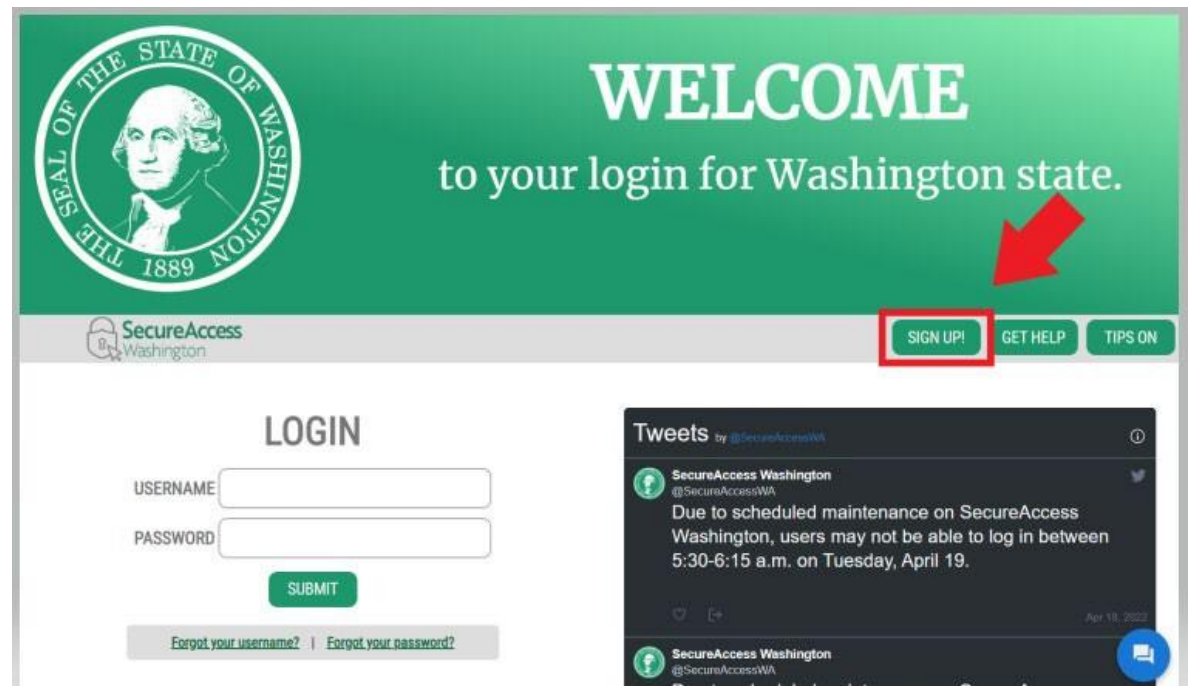 THE SEAL OF THE STATE OF WASHINGTON
1889
WELCOME
to your login for Washington state.
SecureAccess
Washington
SIGN UP!
GET HELP
TIPS ON
LOGIN
USERNAME
PASSWORD
SUBMIT
Forgot your username? | Forgot your password?
Tweets by @SecureAccessWA
SecureAccess Washington
@SecureAccessWA
Due to scheduled maintenance on SecureAccess
Washington, users may not be able to log in between
5:30-6:15 a.m. on Tuesday, April 19.
Apr 18, 2022
SecureAccess Washington
@SecureAccessWA